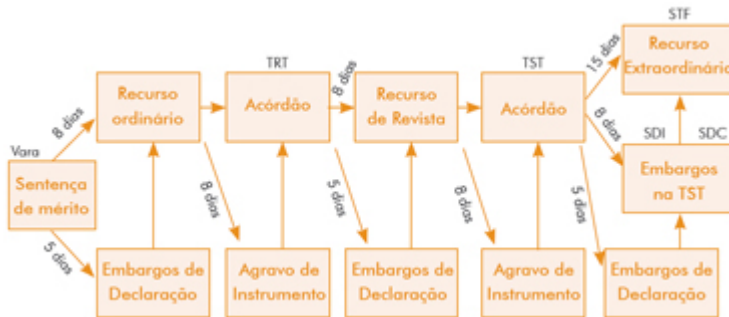 STF
Recurso
Extraordinário
TRT
TST
15 dias
8 dias
Recurso
ordinário
Acórdão
8 dias
Recurso
de Revista
Acórdão
8 dias
SDI
SDC
Vara
Sentença
de mérito
Embargos
na TST
5 dias
8 dias
5 dias
8 dias
5 dias
Embargos de
Declaração
Agravo de
Instrumento
Embargos de
Declaração
Agravo de
Instrumento
Embargos de
Declaração